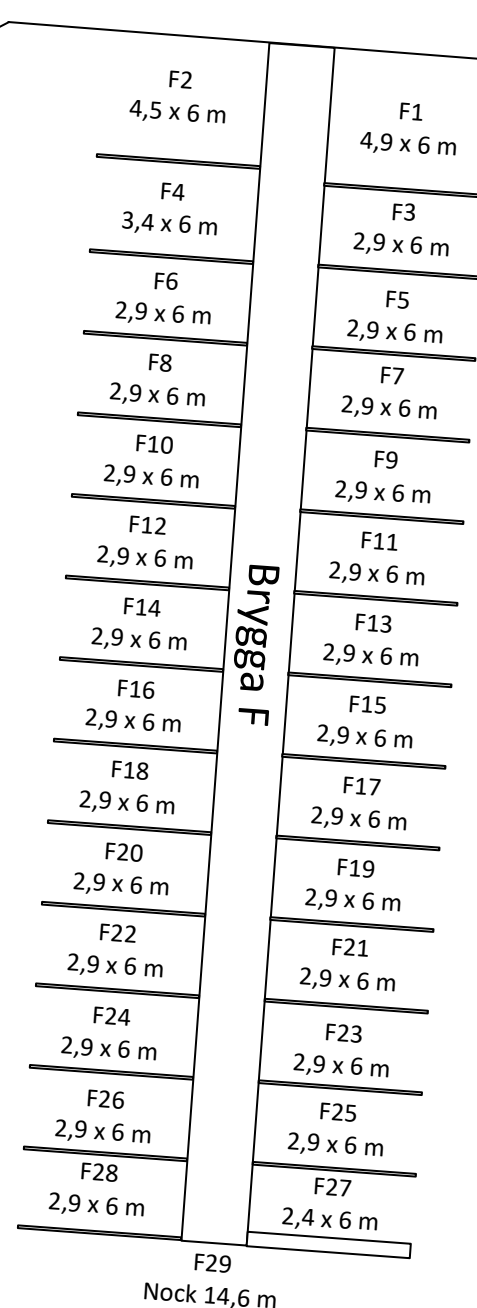 F2
4,5 x 6 m
F1
4,9 x 6 m
F4
3,4 x 6 m
F3
2,9 x 6 m
F6
2,9 x 6 m
F5
2,9 x 6 m
F8
2,9 x 6 m
F7
2,9 x 6 m
F10
2,9 x 6 m
F9
2,9 x 6 m
F12
2,9 x 6 m
F11
2,9 x 6 m
Brygga F
F14
2,9 x 6 m
F13
2,9 x 6 m
F16
2,9 x 6 m
F15
2,9 x 6 m
F18
2,9 x 6 m
F17
2,9 x 6 m
F20
2,9 x 6 m
F19
2,9 x 6 m
F22
2,9 x 6 m
F21
2,9 x 6 m
F24
2,9 x 6 m
F23
2,9 x 6 m
F26
2,9 x 6 m
F25
2,9 x 6 m
F28
2,9 x 6 m
F27
2,4 x 6 m
F29
Nock 14,6 m